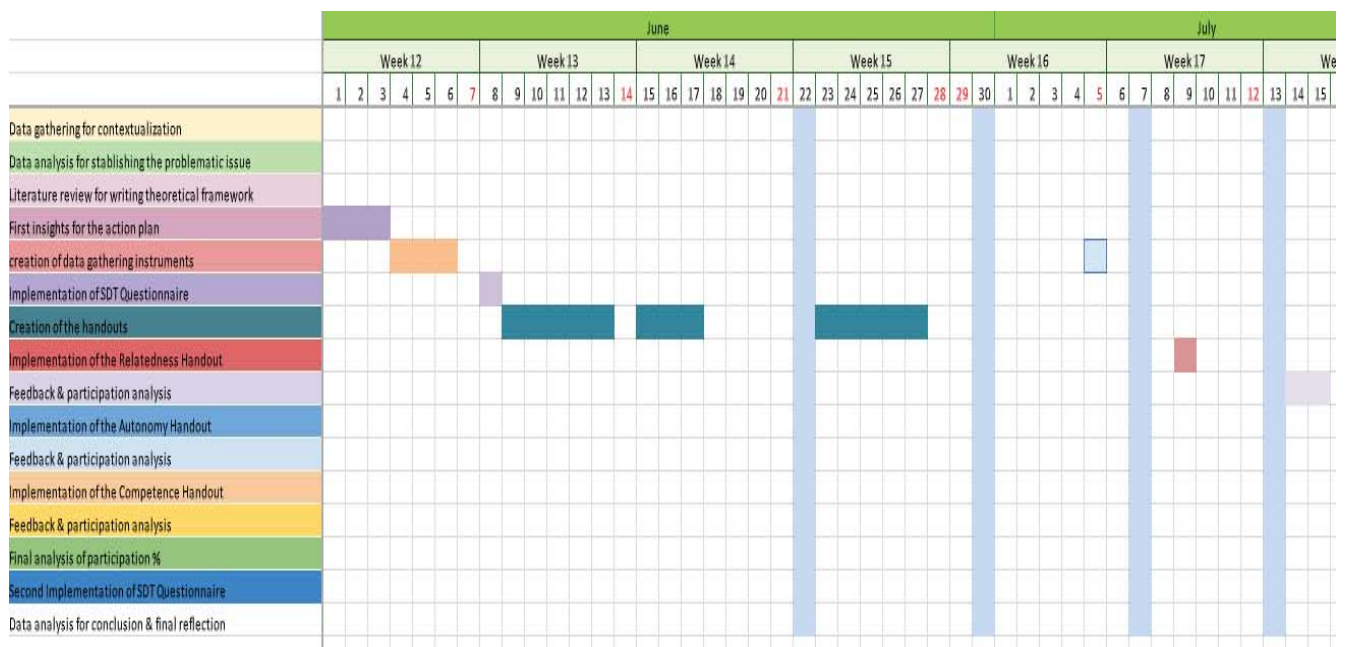 June July
Week 12 Week 13 Week 14 Week 15 Week 16 Week 17 We
1 2 3 4 5 6 7 8 9 10 11 12 13 14 15 16 17 18 19 20 21 22 23 24 25 26 27 28 29 30 1 2 3 4 5 6 7 8 9 10 11 12 13 14 15
Data gathering for contextualization
Data analysis for stablishing the problematic issue
Literature review for writing theoretical framework
First insights for the action plan
creation of data gathering instruments
Implementation of SDT Questionnaire
Creation of the handouts
Implementation of the Relatedness Handout
Feedback & participation analysis
Implementation of the Autonomy Handout
Feedback & participation analysis
Implementation of the Competence Handout
Feedback & participation analysis
Final analysis of participation %
Second Implementation of SDT Questionnaire
Data analysis for conclusion & final reflection